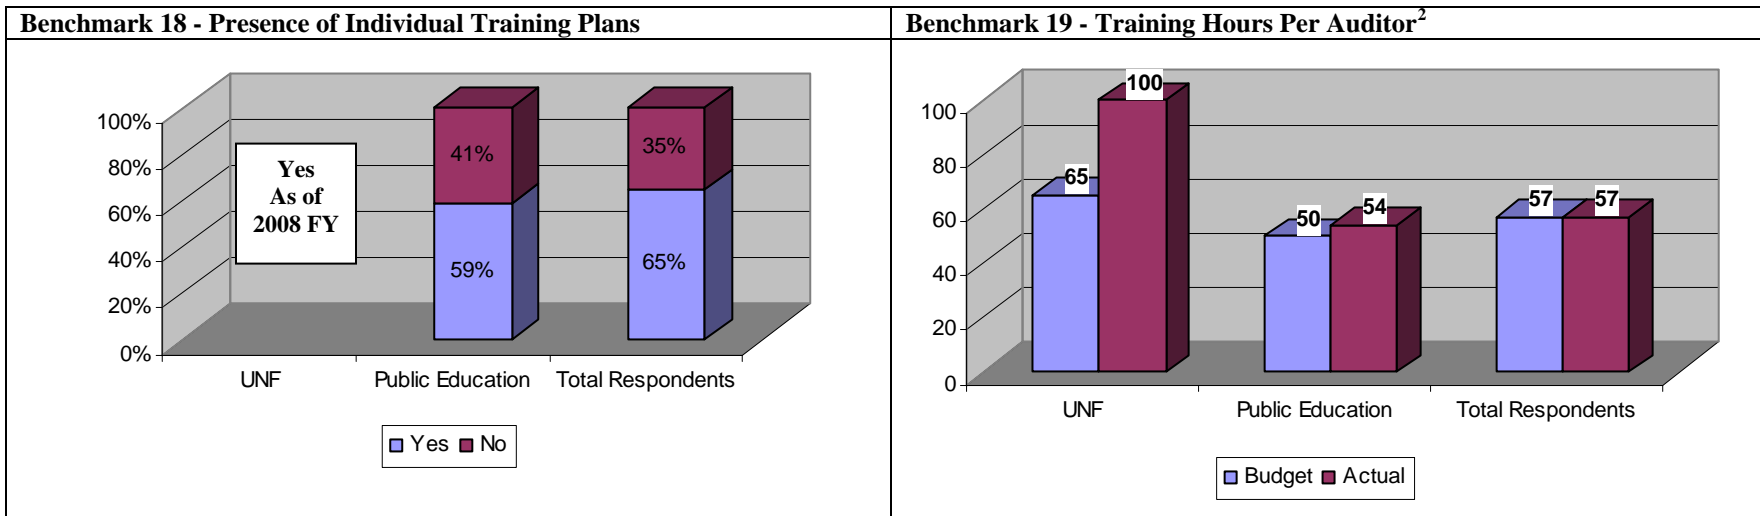 Benchmark 18 - Presence of Individual Training Plans
100%
80%
60%
40%
20%
0%
Yes
As of
2008 FY
41%
59%
35%
65%
UNF Public Education Total Respondents
Yes No
Benchmark 19 - Training Hours Per Auditor2
100
80
60
40
20
0
65
100
50
54
57
57
UNF Public Education Total Respondents
Budget Actual